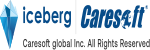 iceberg Caresoft®
Caresoft global Inc. All Rights Reserved